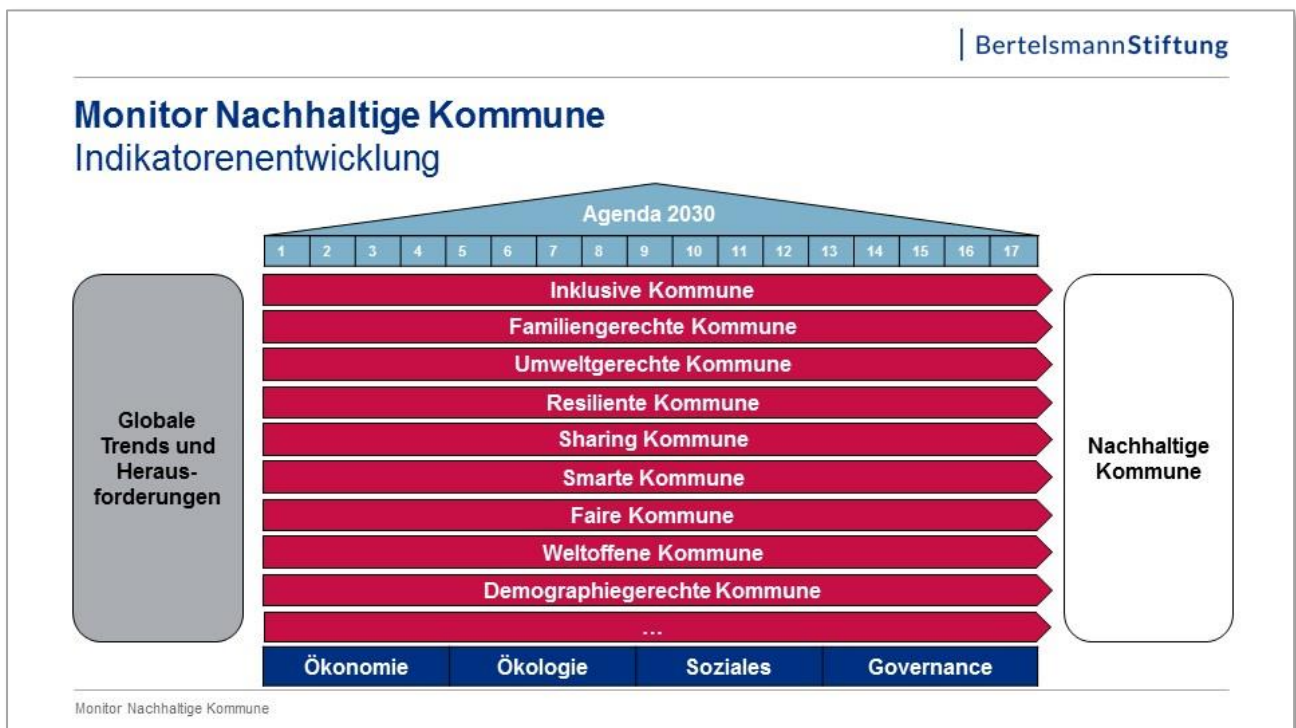 BertelsmannStiftung
Monitor Nachhaltige Kommune
Indikatorenentwicklung
Agenda 2030
1 2 3 4 5 6 7 8 9 10 11 12 13 14 15 16 17
Globale
Trends und
Heraus-
forderungen
Inklusive Kommune
Familiengerechte Kommune
Umweltgerechte Kommune
Resiliente Kommune
Sharing Kommune
Smarte Kommune
Faire Kommune
Weltoffene Kommune
Demographiegerechte Kommune
...
Nachhaltige
Kommune
Ökonomie Ökologie Soziales Governance
Monitor Nachhaltige Kommune